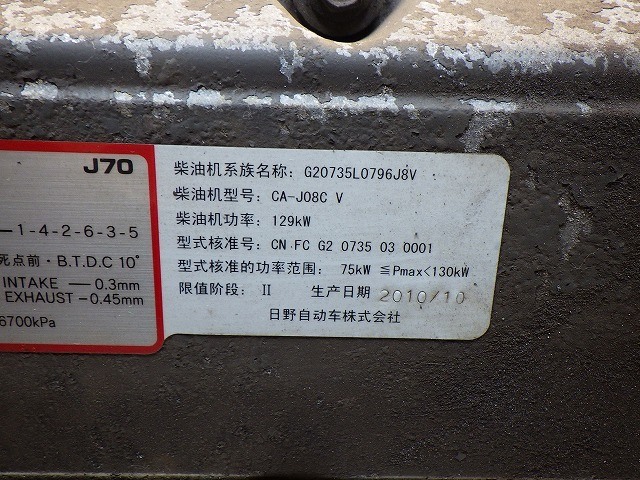 J70
—1-4-2-6-3-5
死点前・B.T.D.C 10°
INTAKE — 0.3mm
EXHAUST — 0.45mm
6700kPa
柴油机系族名称: G20735L0796J8V
柴油机型号: CA-J08C V
柴油机功率: 129kW
型式核准号: CN FC G2 0735 03 0001
型式核准的功率范围: 75kW ≦Pmax<130kW
限值阶段: II 生产日期 2010/10
日野自动车株式会社